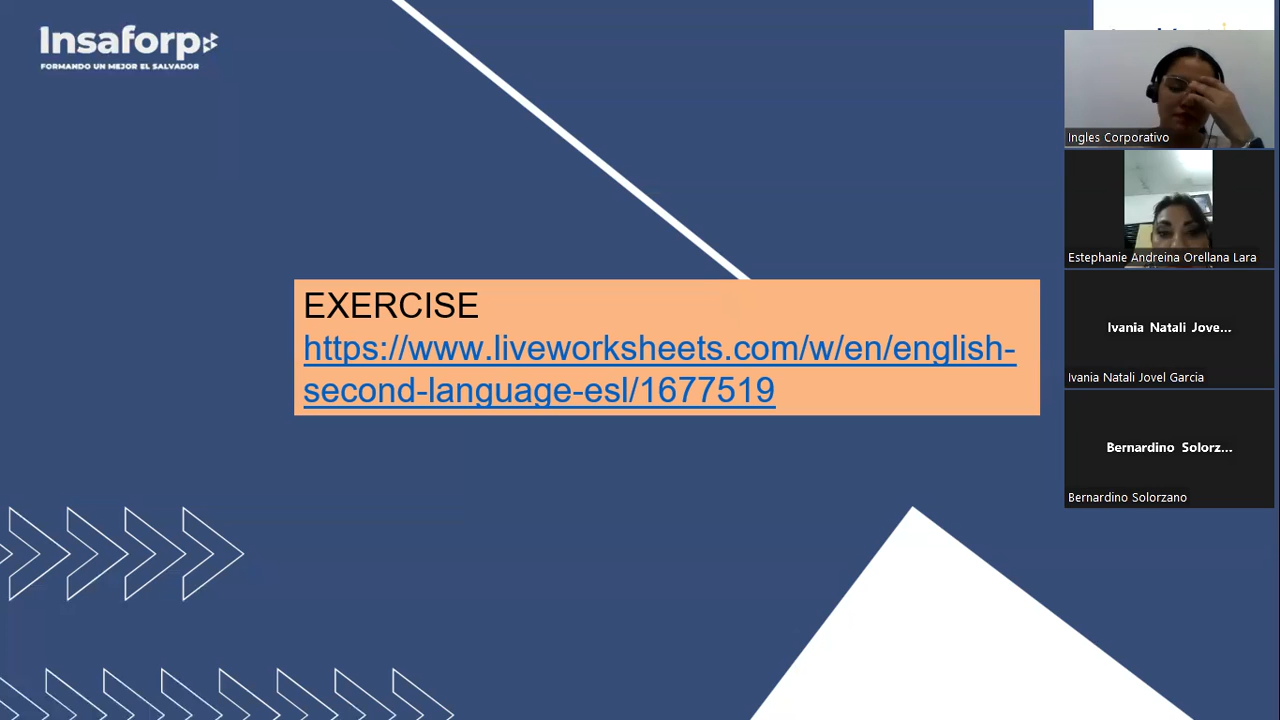 Insaforp
FORMANDO UN MEJOR EL SALVADOR
EXERCISE
https://www.liveworksheets.com/w/en/english-
second-language-esl/1677519
Ingles Corporativo
Estephanie Andreina Orellana Lara
Ivania Natali Jove...
Ivania Natali Jovel Garcia
Bernardino Solorz...
Bernardino Solorzano